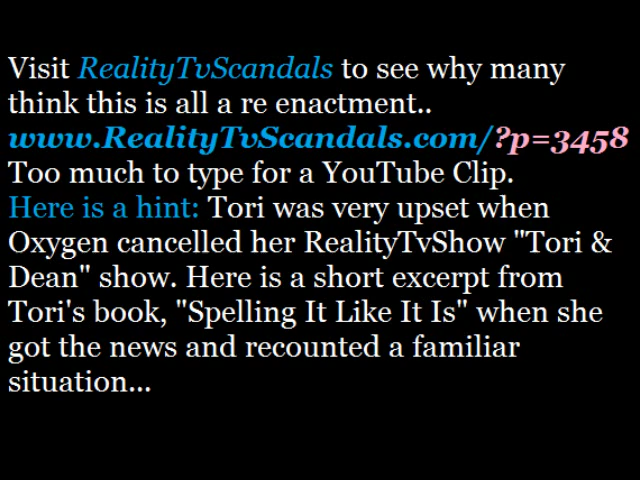 Visit RealityTvScandals to see why many
think this is all a re enactment..
www.RealityTvScandals.com/?p=3458
Too much to type for a YouTube Clip.
Here is a hint: Tori was very upset when
Oxygen cancelled her RealityTvShow "Tori &
Dean" show. Here is a short excerpt from
Tori's book, "Spelling It Like It Is" when she
got the news and recounted a familiar
situation...